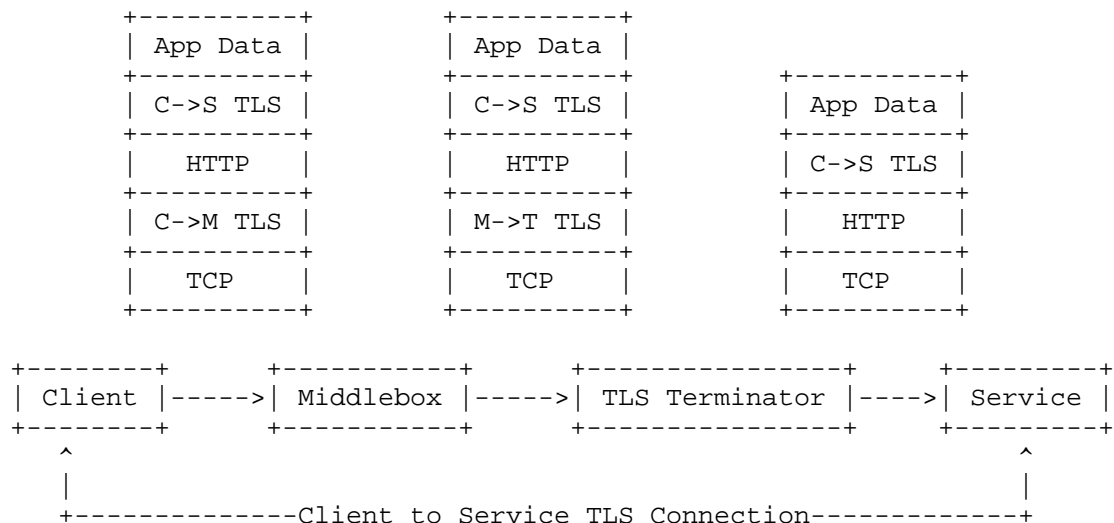 App Data App Data
C->S TLS C->S TLS App Data
HTTP HTTP C->S TLS
C->M TLS M->T TLS HTTP
TCP TCP TCP
Client Middlebox TLS Terminator Service
Client to Service TLS Connection